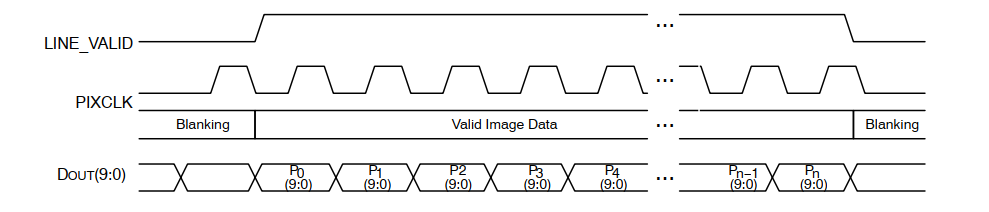 LINE_VALID
...
PIXCLK
...
Blanking Valid Image Data ... Blanking
DOUT(9:0) P0 (9:0) P1 (9:0) P2 (9:0) P3 (9:0) P4 (9:0) ... Pn−1 (9:0) Pn (9:0)